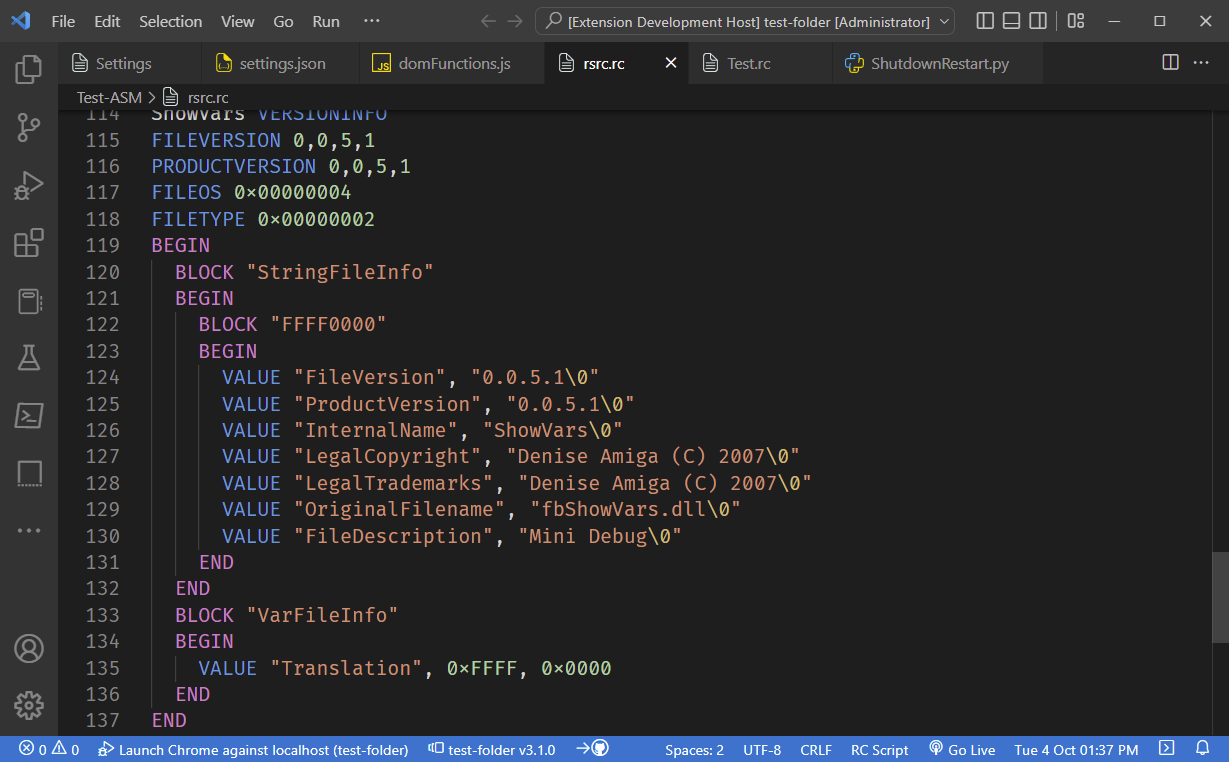 File Edit Selection View Go Run ··· [Extension Development Host] test-folder [Administrator]
Settings settings.json domFunctions.js rsrc.rc Test.rc ShutdownRestart.py
Test-ASM > rsrc.rc
114 ShowVars VERSIONINFO
115 FILEVERSION 0,0,5,1
116 PRODUCTVERSION 0,0,5,1
117 FILEOS 0x00000004
118 FILETYPE 0x00000002
119 BEGIN
120 BLOCK "StringFileInfo"
121 BEGIN
122 BLOCK "FFFF0000"
123 BEGIN
124 VALUE "FileVersion", "0.0.5.1\0"
125 VALUE "ProductVersion", "0.0.5.1\0"
126 VALUE "InternalName", "ShowVars\0"
127 VALUE "LegalCopyright", "Denise Amiga (C) 2007\0"
128 VALUE "LegalTrademarks", "Denise Amiga (C) 2007\0"
129 VALUE "OriginalFilename", "fbShowVars.dll\0"
130 VALUE "FileDescription", "Mini Debug\0"
131 END
132 END
133 BLOCK "VarFileInfo"
134 BEGIN
135 VALUE "Translation", 0xFFFF, 0x0000
136 END
137 END
0 0 Launch Chrome against localhost (test-folder) test-folder v3.1.0 Spaces: 2 UTF-8 CRLF RC Script Go Live Tue 4 Oct 01:37 PM